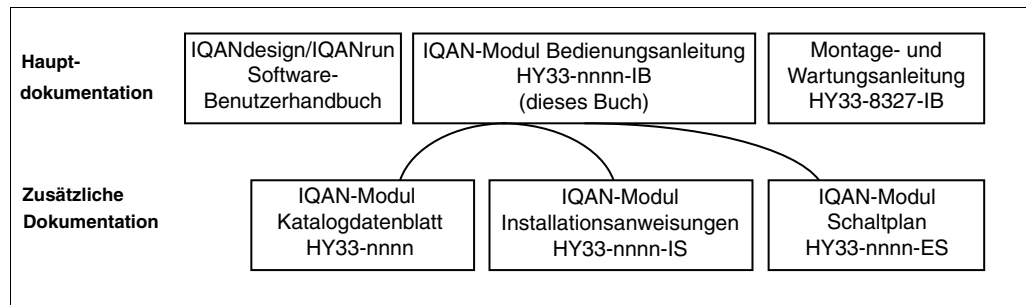 Haupt-
dokumentation
IQANdesign/IQANrun
Software-
Benutzerhandbuch
IQAN-Modul Bedienungsanleitung
HY33-nnnn-IB
(dieses Buch)
Montage- und
Wartungsanleitung
HY33-8327-IB
Zusätzliche
Dokumentation
IQAN-Modul
Katalogdatenblatt
HY33-nnnn
IQAN-Modul
Installationsanweisungen
HY33-nnnn-IS
IQAN-Modul
Schaltplan
HY33-nnnn-ES